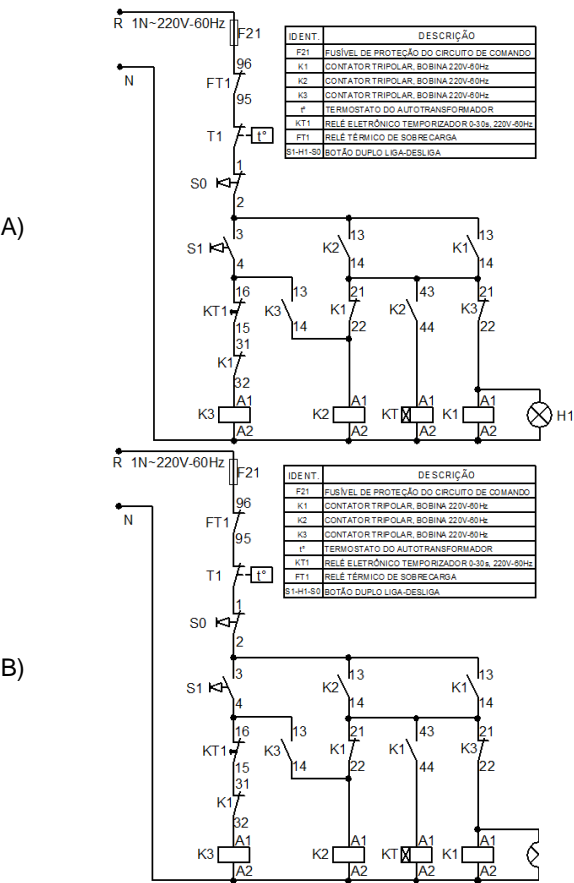 A)
R 1N~220V-60Hz
F21
N
96
FT1
95
T1
t°
1
S0
2
3
S1
4
16
KT1
15
31
K1
32
A1
K3
A2
13
K3
14
13
K2
14
21
K1
22
A1
K2
A2
43
K2
44
A1
KT
A2
13
K1
14
21
K3
22
A1
K1
A2
H1
IDENT. DESCRIÇÃO
F21 FUSÍVEL DE PROTEÇÃO DO CIRCUITO DE COMANDO
K1 CONTATOR TRIPOLAR, BOBINA 220V-60Hz
K2 CONTATOR TRIPOLAR, BOBINA 220V-60Hz
K3 CONTATOR TRIPOLAR, BOBINA 220V-60Hz
t° TERMOSTATO DO AUTOTRANSFORMADOR
KT1 RELÉ ELETRÔNICO TEMPORIZADOR 0-30s, 220V-60Hz
FT1 RELÉ TÉRMICO DE SOBRECARGA
S1-H1-S0 BOTÃO DUPLO LIGA-DESLIGA
B)
R 1N~220V-60Hz
F21
N
96
FT1
95
T1
t°
1
S0
2
3
S1
4
16
KT1
15
31
K1
32
A1
K3
A2
13
K3
14
13
K2
14
21
K1
22
A1
K2
A2
43
K1
44
A1
KT
A2
13
K1
14
21
K3
22
A1
K1
A2
IDENT. DESCRIÇÃO
F21 FUSÍVEL DE PROTEÇÃO DO CIRCUITO DE COMANDO
K1 CONTATOR TRIPOLAR, BOBINA 220V-60Hz
K2 CONTATOR TRIPOLAR, BOBINA 220V-60Hz
K3 CONTATOR TRIPOLAR, BOBINA 220V-60Hz
t° TERMOSTATO DO AUTOTRANSFORMADOR
KT1 RELÉ ELETRÔNICO TEMPORIZADOR 0-30s, 220V-60Hz
FT1 RELÉ TÉRMICO DE SOBRECARGA
S1-H1-S0 BOTÃO DUPLO LIGA-DESLIGA